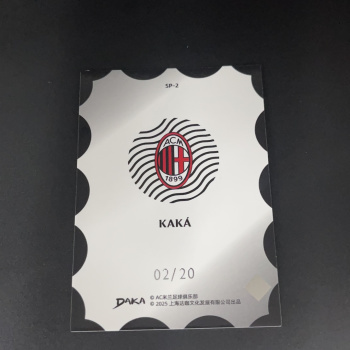 SP-2
ACM
1899
KAKÁ
02/20
DAKA
© AC米兰足球俱乐部
© 2025 上海达咖文化发展有限公司出品